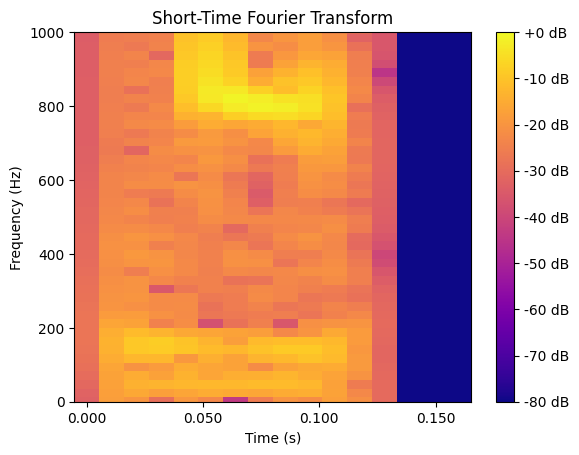 Short-Time Fourier Transform
1000
800
600
400
200
0
Frequency (Hz)
0.000
0.050
0.100
0.150
Time (s)
+0 dB
-10 dB
-20 dB
-30 dB
-40 dB
-50 dB
-60 dB
-70 dB
-80 dB